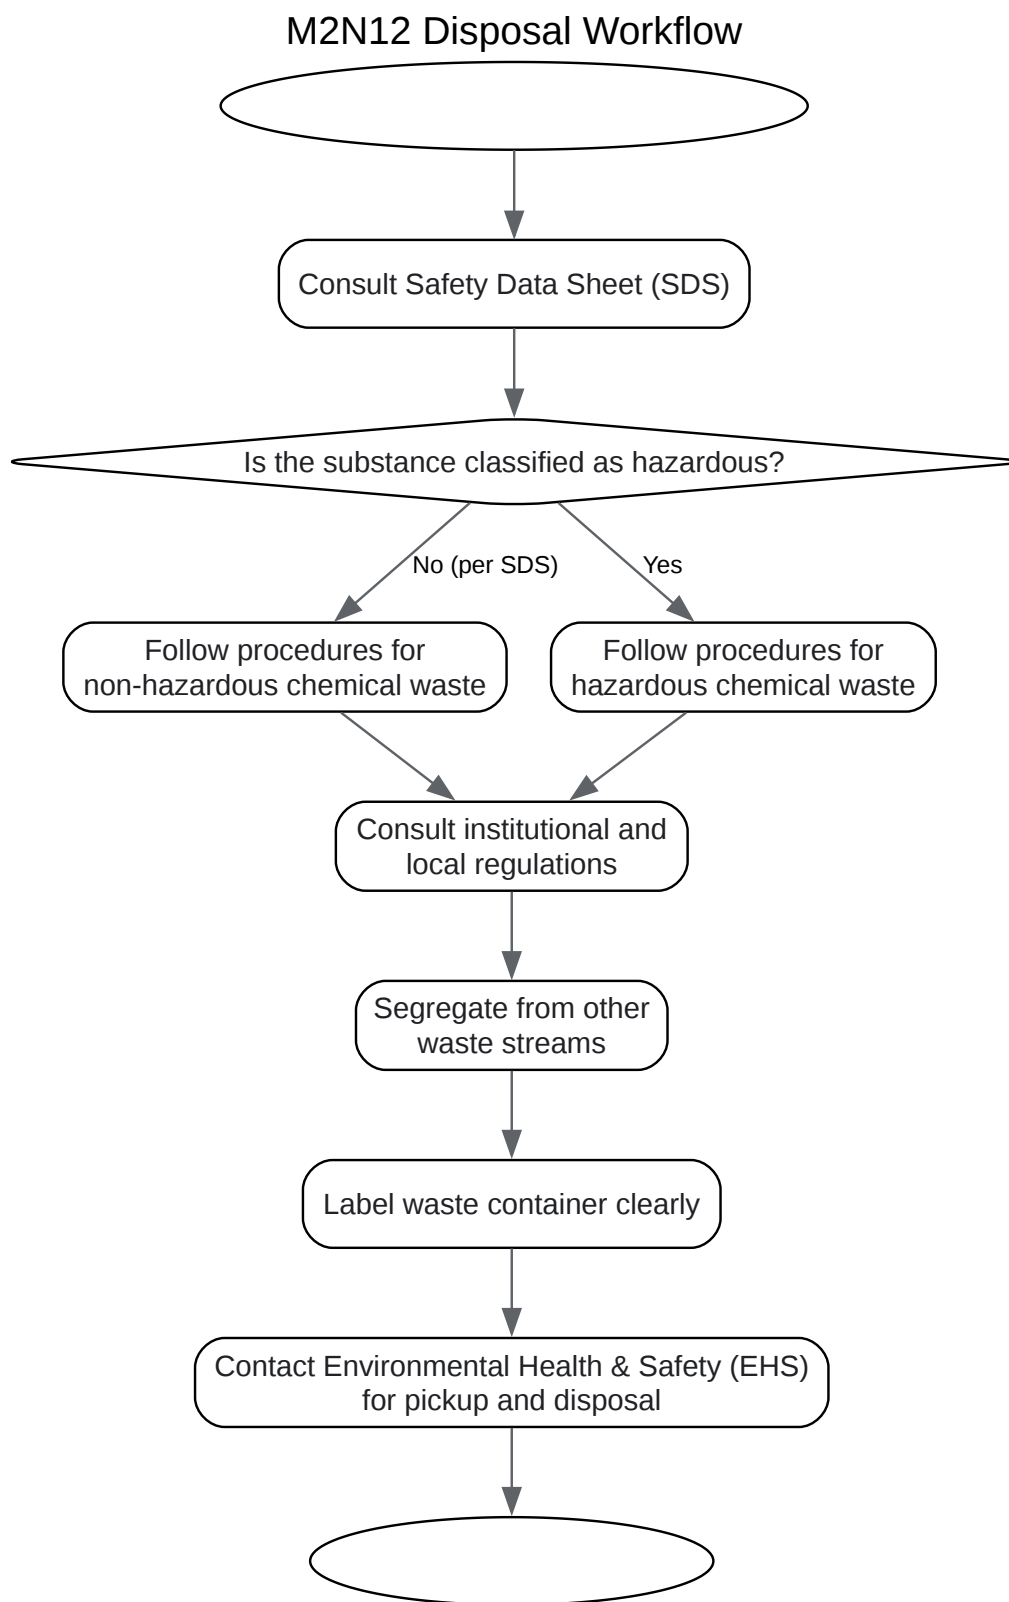 M2N12 Disposal Workflow
Consult Safety Data Sheet (SDS)
Is the substance classified as hazardous?
No (per SDS)
Yes
Follow procedures for
non-hazardous chemical waste
Follow procedures for
hazardous chemical waste
Consult institutional and
local regulations
Segregate from other
waste streams
Label waste container clearly
Contact Environmental Health & Safety (EHS)
for pickup and disposal